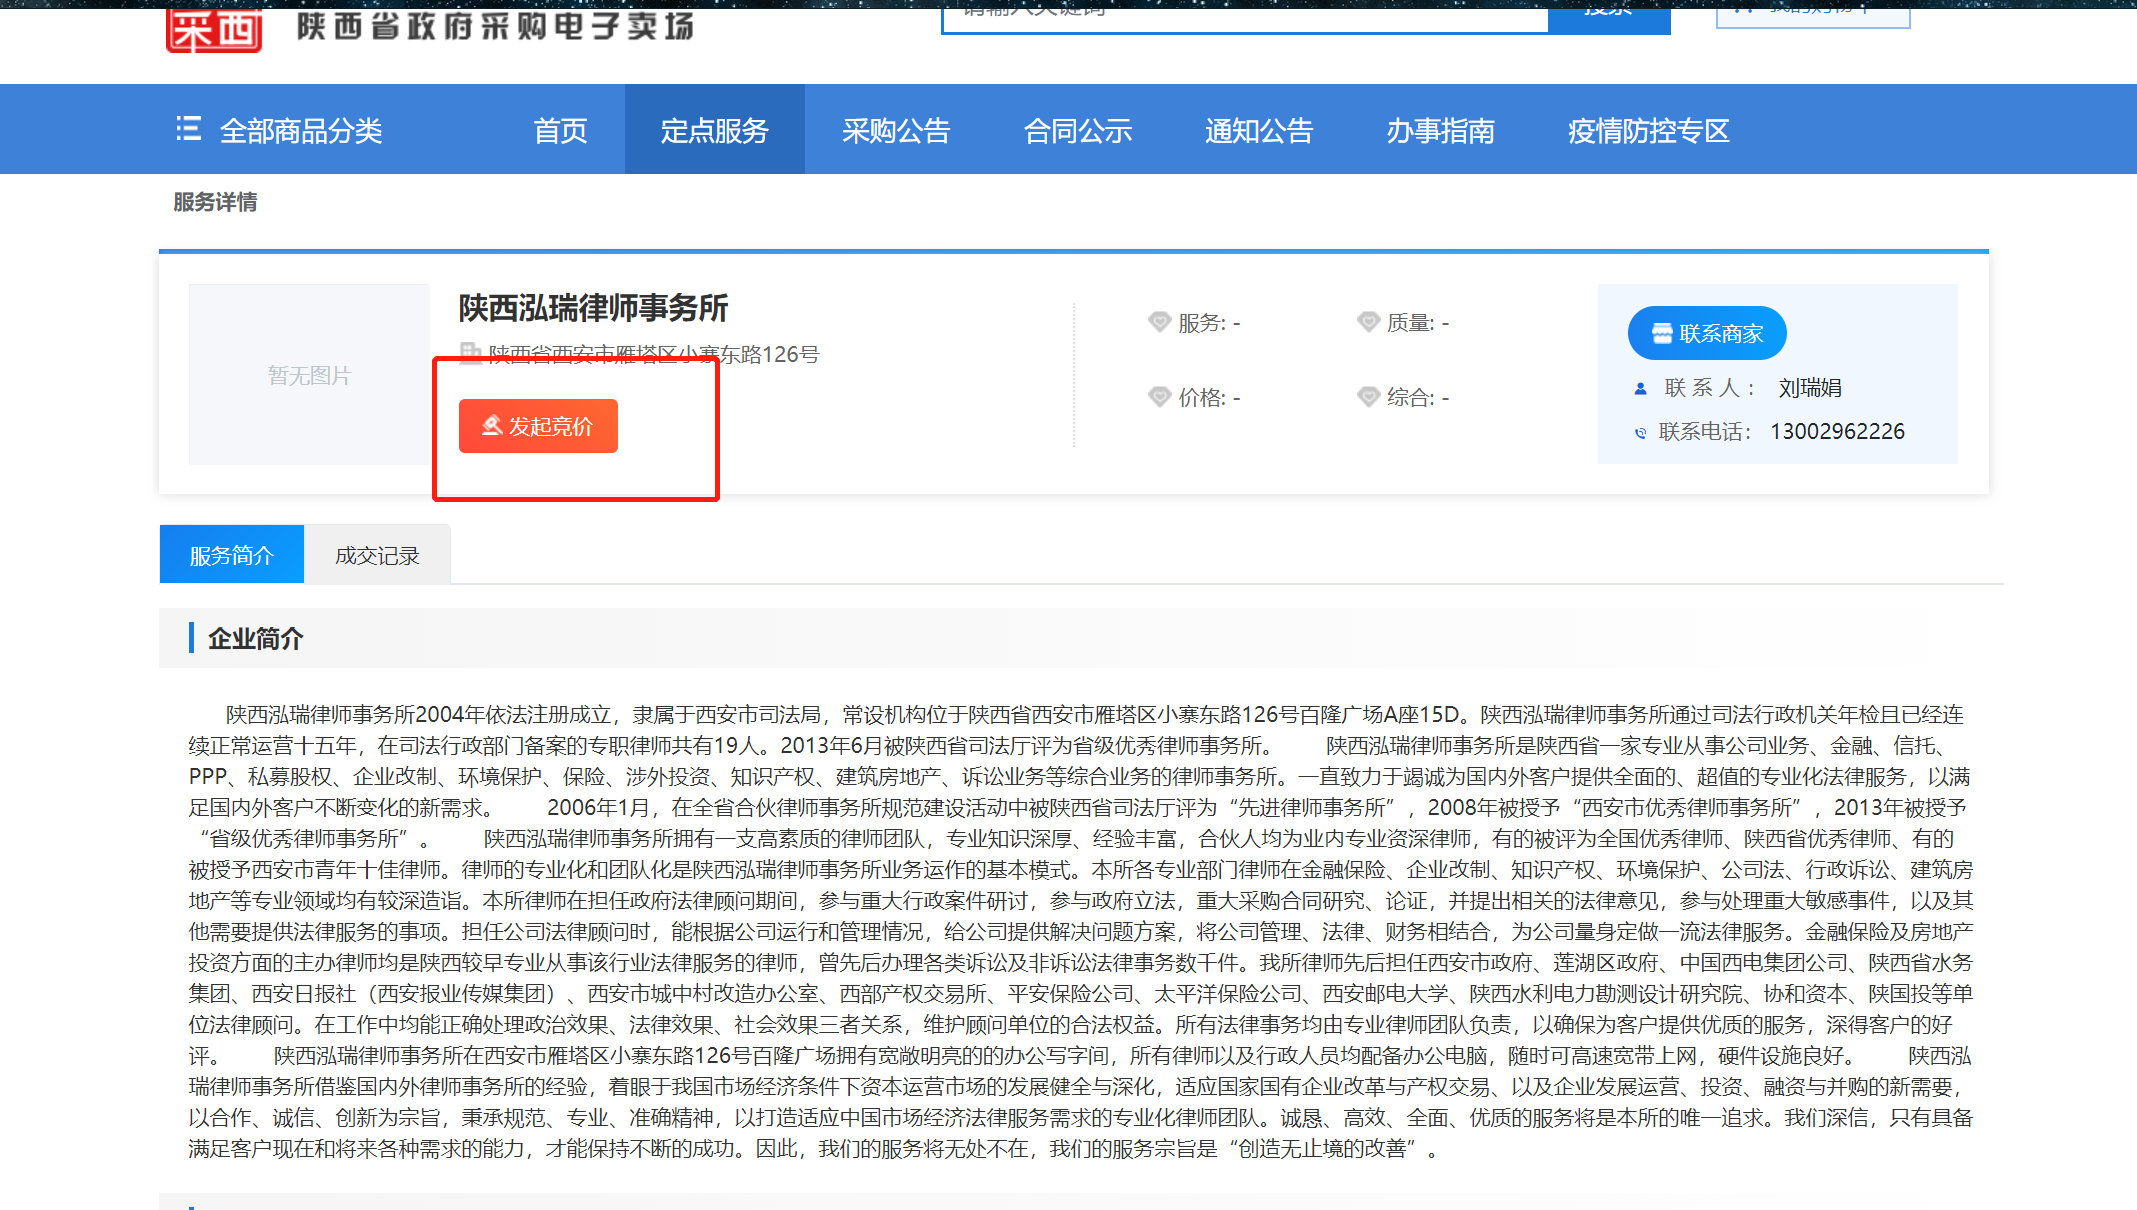 采西 陕西省政府采购电子卖场
请输入关键词 搜索
全部商品分类 首页 定点服务 采购公告 合同公示 通知公告 办事指南 疫情防控专区
服务详情
暂无图片
陕西泓瑞律师事务所
陕西省西安市雁塔区小寨东路126号
发起竞价
服务: - 质量: -
价格: - 综合: -
联系商家
联 系 人 : 刘瑞娟
联系电话: 13002962226
服务简介 成交记录
企业简介
陕西泓瑞律师事务所2004年依法注册成立，隶属于西安市司法局，常设机构位于陕西省西安市雁塔区小寨东路126号百隆广场A座15D。陕西泓瑞律师事务所通过司法行政机关年检且已经连
续正常运营十五年，在司法行政部门备案的专职律师共有19人。2013年6月被陕西省司法厅评为省级优秀律师事务所。 陕西泓瑞律师事务所是陕西省一家专业从事公司业务、金融、信托、
PPP、私募股权、企业改制、环境保护、保险、涉外投资、知识产权、建筑房地产、诉讼业务等综合业务的律师事务所。一直致力于竭诚为国内外客户提供全面的、超值的专业化法律服务，以满
足国内外客户不断变化的新需求。 2006年1月，在全省合伙律师事务所规范建设活动中被陕西省司法厅评为“先进律师事务所”，2008年被授予“西安市优秀律师事务所”，2013年被授予
“省级优秀律师事务所”。 陕西泓瑞律师事务所拥有一支高素质的律师团队，专业知识深厚、经验丰富，合伙人均为业内专业资深律师，有的被评为全国优秀律师、陕西省优秀律师、有的
被授予西安市青年十佳律师。律师的专业化和团队化是陕西泓瑞律师事务所业务运作的基本模式。本所各专业部门律师在金融保险、企业改制、知识产权、环境保护、公司法、行政诉讼、建筑房
地产等专业领域均有较深造诣。本所律师在担任政府法律顾问期间，参与重大行政案件研讨，参与政府立法，重大采购合同研究、论证，并提出相关的法律意见，参与处理重大敏感事件，以及其
他需要提供法律服务的事项。担任公司法律顾问时，能根据公司运行和管理情况，给公司提供解决问题方案，将公司管理、法律、财务相结合，为公司量身定做一流法律服务。金融保险及房地产
投资方面的主办律师均是陕西较早专业从事该行业法律服务的律师，曾先后办理各类诉讼及非诉讼法律事务数千件。我所律师先后担任西安市政府、莲湖区政府、中国西电集团公司、陕西省水务
集团、西安日报社（西安报业传媒集团）、西安市城中村改造办公室、西部产权交易所、平安保险公司、太平洋保险公司、西安邮电大学、陕西水利电力勘测设计研究院、协和资本、陕国投等单
位法律顾问。在工作中均能正确处理政治效果、法律效果、社会效果三者关系，维护顾问单位的合法权益。所有法律事务均由专业律师团队负责，以确保为客户提供优质的服务，深得客户的好
评。 陕西泓瑞律师事务所在西安市雁塔区小寨东路126号百隆广场拥有宽敞明亮的的办公写字间，所有律师以及行政人员均配备办公电脑，随时可高速宽带上网，硬件设施良好。 陕西泓
瑞律师事务所借鉴国内外律师事务所的经验，着眼于我国市场经济条件下资本运营市场的发展健全与深化，适应国家国有企业改革与产权交易、以及企业发展运营、投资、融资与并购的新需要，
以合作、诚信、创新为宗旨，秉承规范、专业、准确精神，以打造适应中国市场经济法律服务需求的专业化律师团队。诚恳、高效、全面、优质的服务将是本所的唯一追求。我们深信，只有具备
满足客户现在和将来各种需求的能力，才能保持不断的成功。因此，我们的服务将无处不在，我们的服务宗旨是“创造无止境的改善”。